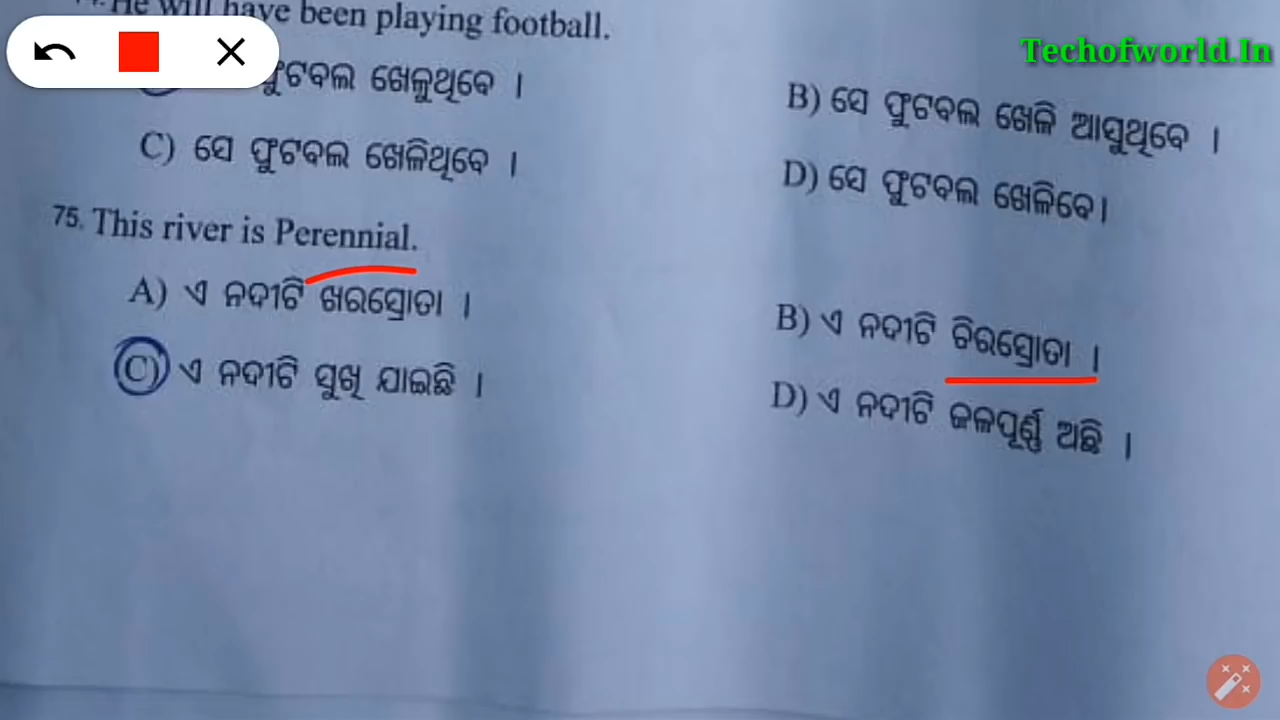 He will have been playing football.
Techofworld.In
ଫୁଟବଲ ଖେଳୁଥିବେ ।
B) ସେ ଫୁଟବଲ ଖେଳି ଆସୁଥିବେ ।
C) ସେ ଫୁଟବଲ ଖେଳିଥିବେ ।
D) ସେ ଫୁଟବଲ ଖେଳିବେ।
75. This river is Perennial.
A) ଏ ନଦୀଟି ଖରସ୍ରୋତା ।
B) ଏ ନଦୀଟି ଚିରସ୍ରୋତା ।
C) ଏ ନଦୀଟି ସୁଖି ଯାଇଛି ।
D) ଏ ନଦୀଟି ଜଳପୂର୍ଣ୍ଣ ଅଛି ।